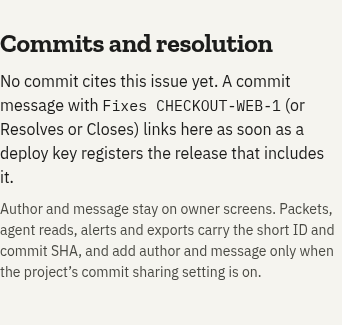 Commits and resolution
No commit cites this issue yet. A commit
message with Fixes CHECKOUT-WEB-1 (or
Resolves or Closes) links here as soon as a
deploy key registers the release that includes
it.
Author and message stay on owner screens. Packets,
agent reads, alerts and exports carry the short ID and
commit SHA, and add author and message only when
the project’s commit sharing setting is on.